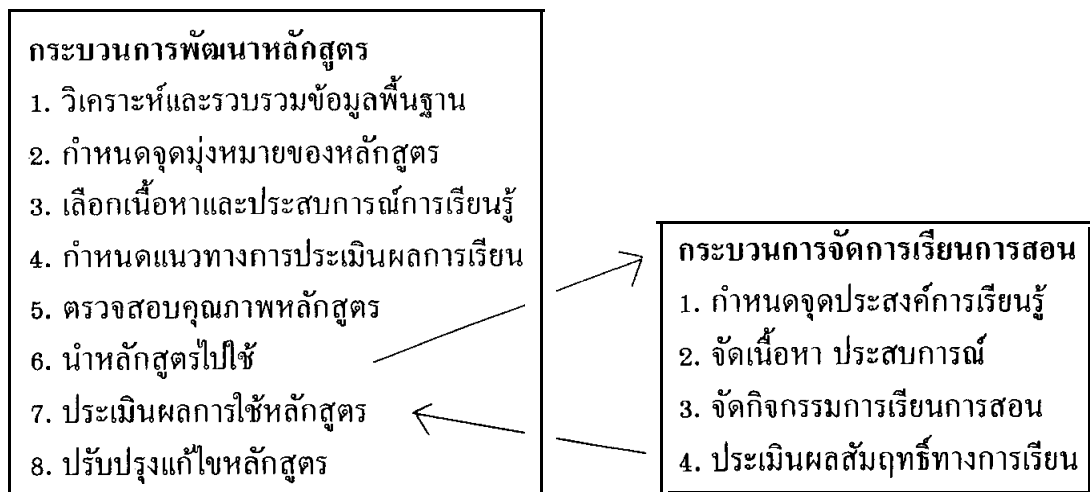 กระบวนการพัฒนาหลักสูตร
1. วิเคราะห์และรวบรวมข้อมูลพื้นฐาน
2. กำหนดจุดมุ่งหมายของหลักสูตร
3. เลือกเนื้อหาและประสบการณ์การเรียนรู้
4. กำหนดแนวทางการประเมินผลการเรียน
5. ตรวจสอบคุณภาพหลักสูตร
6. นำหลักสูตรไปใช้
7. ประเมินผลการใช้หลักสูตร
8. ปรับปรุงแก้ไขหลักสูตร
กระบวนการจัดการเรียนการสอน
1. กำหนดจุดประสงค์การเรียนรู้
2. จัดเนื้อหา ประสบการณ์
3. จัดกิจกรรมการเรียนการสอน
4. ประเมินผลสัมฤทธิ์ทางการเรียน